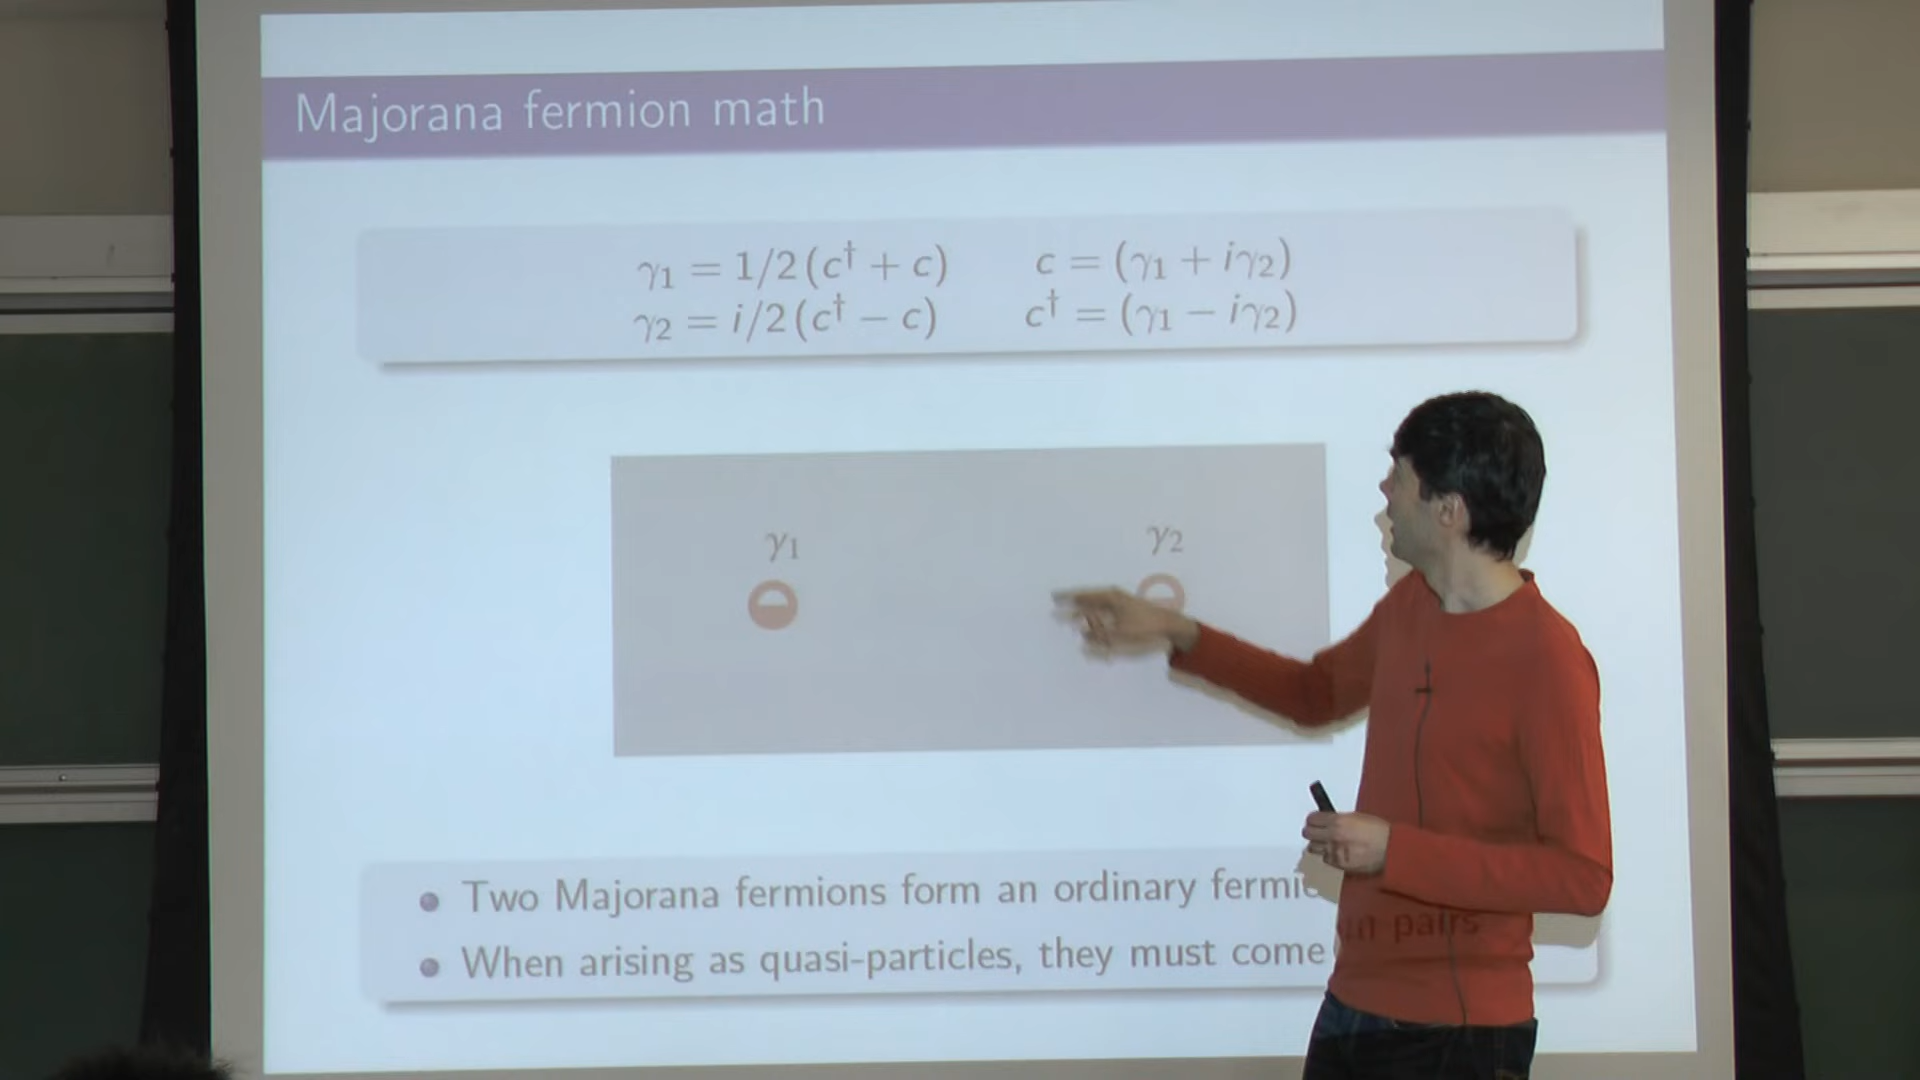 Majorana fermion math
γ₁ = 1/2(c† + c) c = (γ₁ + iγ₂)
γ₂ = i/2(c† − c) c† = (γ₁ − iγ₂)
γ₁ γ₂
Two Majorana fermions form an ordinary
When arising as quasi-particles, they must come in pairs